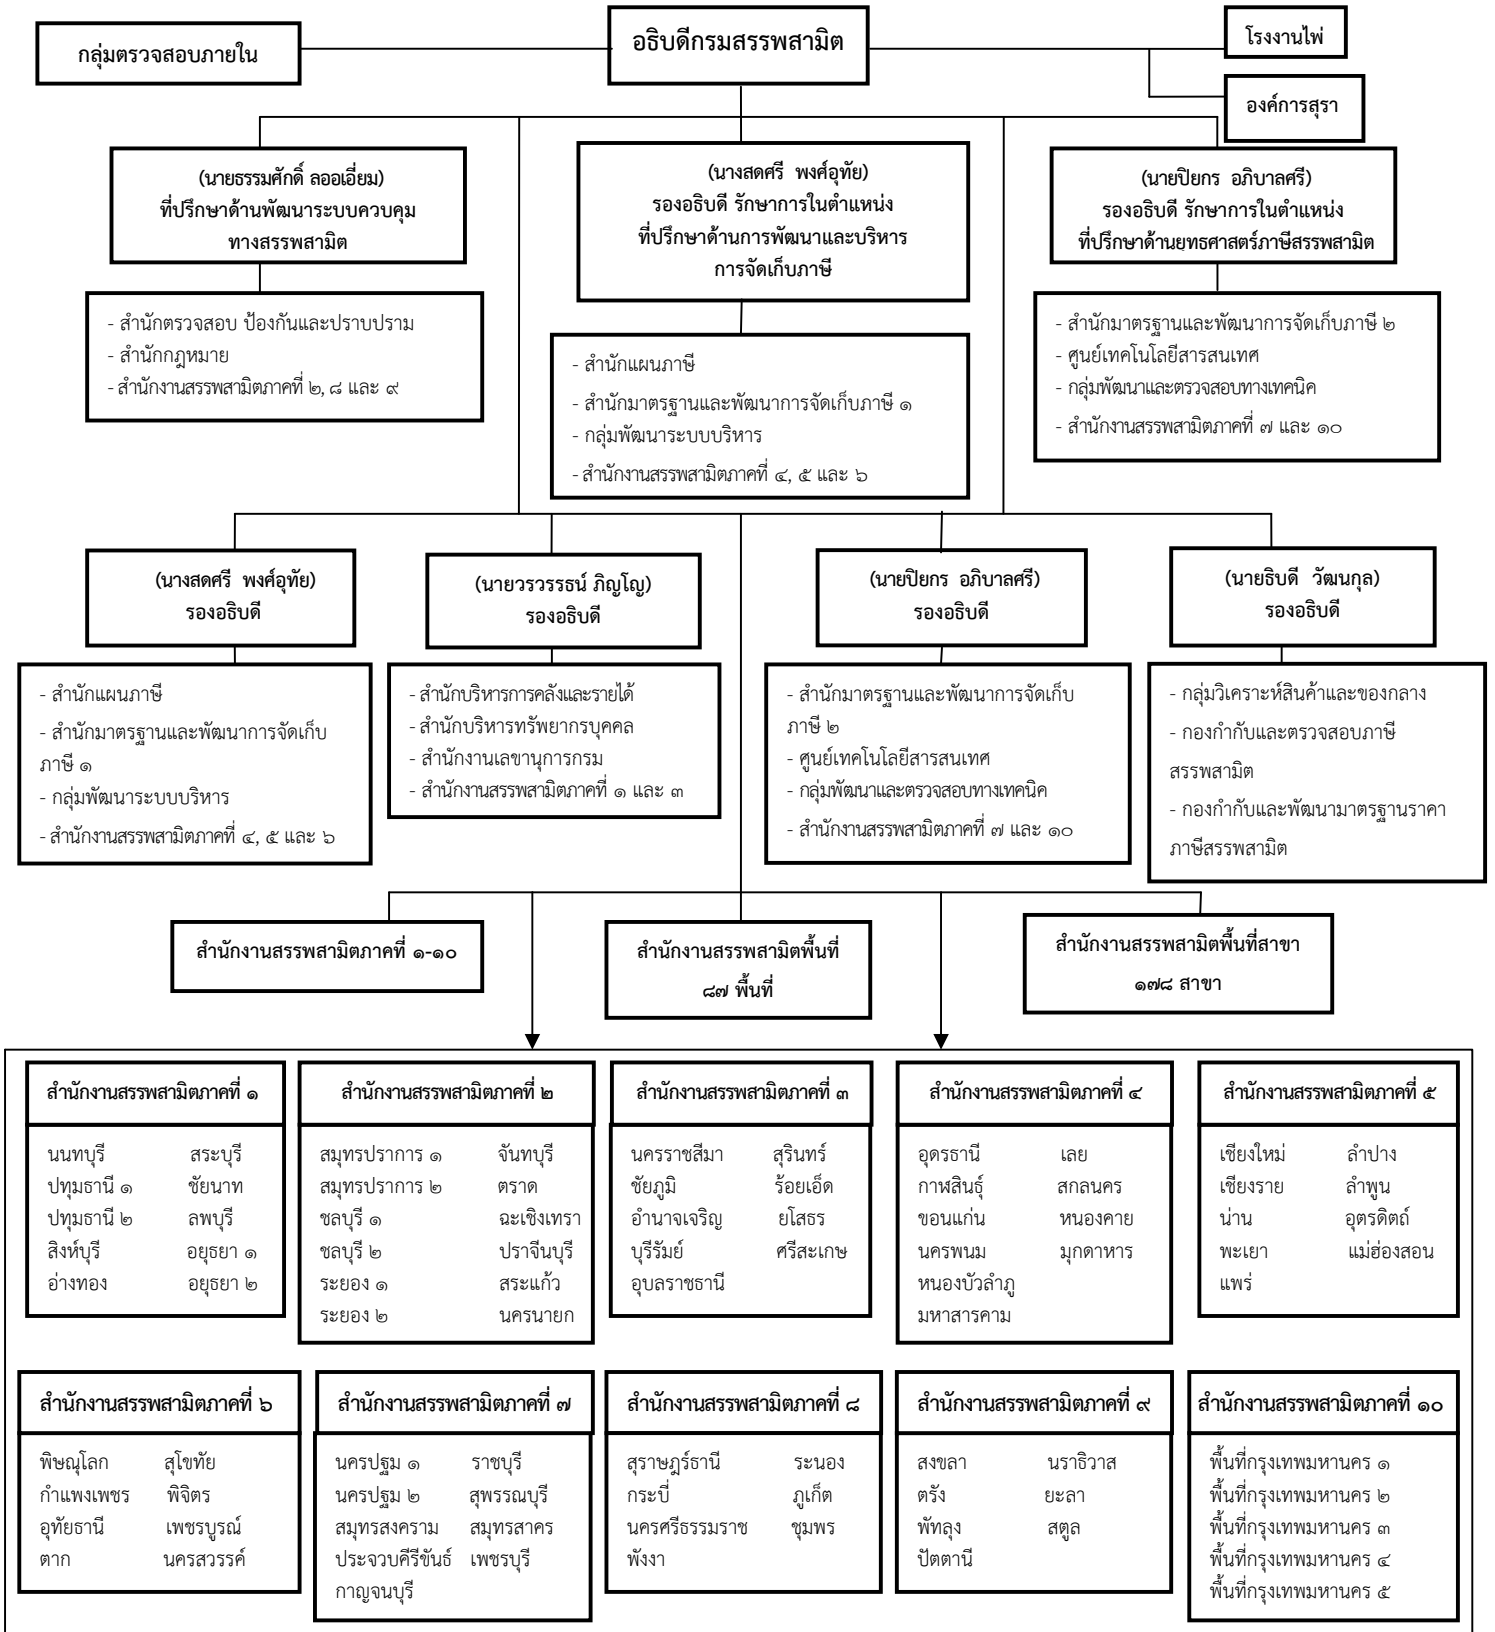 อธิบดีกรมสรรพสามิต
กลุ่มตรวจสอบภายใน
โรงงานไพ่
องค์การสุรา
(นายธรรมศักดิ์ ลออเอี่ยม)
ที่ปรึกษาด้านพัฒนาระบบควบคุม
ทางสรรพสามิต
- สำนักตรวจสอบ ป้องกันและปราบปราม
- สำนักกฎหมาย
- สำนักงานสรรพสามิตภาคที่ ๒, ๘ และ ๙
(นางสดศรี พงศ์อุทัย)
รองอธิบดี รักษาการในตำแหน่ง
ที่ปรึกษาด้านการพัฒนาและบริหาร
การจัดเก็บภาษี
- สำนักแผนภาษี
- สำนักมาตรฐานและพัฒนาการจัดเก็บภาษี ๑
- กลุ่มพัฒนาระบบบริหาร
- สำนักงานสรรพสามิตภาคที่ ๔, ๕ และ ๖
(นายปิยกร อภิบาลศรี)
รองอธิบดี รักษาการในตำแหน่ง
ที่ปรึกษาด้านยุทธศาสตร์ภาษีสรรพสามิต
- สำนักมาตรฐานและพัฒนาการจัดเก็บภาษี ๒
- ศูนย์เทคโนโลยีสารสนเทศ
- กลุ่มพัฒนาและตรวจสอบทางเทคนิค
- สำนักงานสรรพสามิตภาคที่ ๗ และ ๑๐
(นางสดศรี พงศ์อุทัย)
รองอธิบดี
- สำนักแผนภาษี
- สำนักมาตรฐานและพัฒนาการจัดเก็บ
ภาษี ๑
- กลุ่มพัฒนาระบบบริหาร
- สำนักงานสรรพสามิตภาคที่ ๔, ๕ และ ๖
(นายวรวรรธน์ ภิญโญ)
รองอธิบดี
- สำนักบริหารการคลังและรายได้
- สำนักบริหารทรัพยากรบุคคล
- สำนักงานเลขานุการกรม
- สำนักงานสรรพสามิตภาคที่ ๑ และ ๓
(นายปิยกร อภิบาลศรี)
รองอธิบดี
- สำนักมาตรฐานและพัฒนาการจัดเก็บ
ภาษี ๒
- ศูนย์เทคโนโลยีสารสนเทศ
- กลุ่มพัฒนาและตรวจสอบทางเทคนิค
- สำนักงานสรรพสามิตภาคที่ ๗ และ ๑๐
(นายธิบดี วัฒนกุล)
รองอธิบดี
- กลุ่มวิเคราะห์สินค้าและของกลาง
- กองกำกับและตรวจสอบภาษี
สรรพสามิต
- กองกำกับและพัฒนามาตรฐานราคา
ภาษีสรรพสามิต
สำนักงานสรรพสามิตภาคที่ ๑-๑๐
สำนักงานสรรพสามิตพื้นที่
๘๗ พื้นที่
สำนักงานสรรพสามิตพื้นที่สาขา
๑๗๘ สาขา
สำนักงานสรรพสามิตภาคที่ ๑
นนทบุรี สระบุรี
ปทุมธานี ๑ ชัยนาท
ปทุมธานี ๒ ลพบุรี
สิงห์บุรี อยุธยา ๑
อ่างทอง อยุธยา ๒
สำนักงานสรรพสามิตภาคที่ ๒
สมุทรปราการ ๑ จันทบุรี
สมุทรปราการ ๒ ตราด
ชลบุรี ๑ ฉะเชิงเทรา
ชลบุรี ๒ ปราจีนบุรี
ระยอง ๑ สระแก้ว
ระยอง ๒ นครนายก
สำนักงานสรรพสามิตภาคที่ ๓
นครราชสีมา สุรินทร์
ชัยภูมิ ร้อยเอ็ด
อำนาจเจริญ ยโสธร
บุรีรัมย์ ศรีสะเกษ
อุบลราชธานี
สำนักงานสรรพสามิตภาคที่ ๔
อุดรธานี เลย
กาฬสินธุ์ สกลนคร
ขอนแก่น หนองคาย
นครพนม มุกดาหาร
หนองบัวลำภู
มหาสารคาม
สำนักงานสรรพสามิตภาคที่ ๕
เชียงใหม่ ลำปาง
เชียงราย ลำพูน
น่าน อุตรดิตถ์
พะเยา แม่ฮ่องสอน
แพร่
สำนักงานสรรพสามิตภาคที่ ๖
พิษณุโลก สุโขทัย
กำแพงเพชร พิจิตร
อุทัยธานี เพชรบูรณ์
ตาก นครสวรรค์
สำนักงานสรรพสามิตภาคที่ ๗
นครปฐม ๑ ราชบุรี
นครปฐม ๒ สุพรรณบุรี
สมุทรสงคราม สมุทรสาคร
ประจวบคีรีขันธ์ เพชรบุรี
กาญจนบุรี
สำนักงานสรรพสามิตภาคที่ ๘
สุราษฎร์ธานี ระนอง
กระบี่ ภูเก็ต
นครศรีธรรมราช ชุมพร
พังงา
สำนักงานสรรพสามิตภาคที่ ๙
สงขลา นราธิวาส
ตรัง ยะลา
พัทลุง สตูล
ปัตตานี
สำนักงานสรรพสามิตภาคที่ ๑๐
พื้นที่กรุงเทพมหานคร ๑
พื้นที่กรุงเทพมหานคร ๒
พื้นที่กรุงเทพมหานคร ๓
พื้นที่กรุงเทพมหานคร ๔
พื้นที่กรุงเทพมหานคร ๕